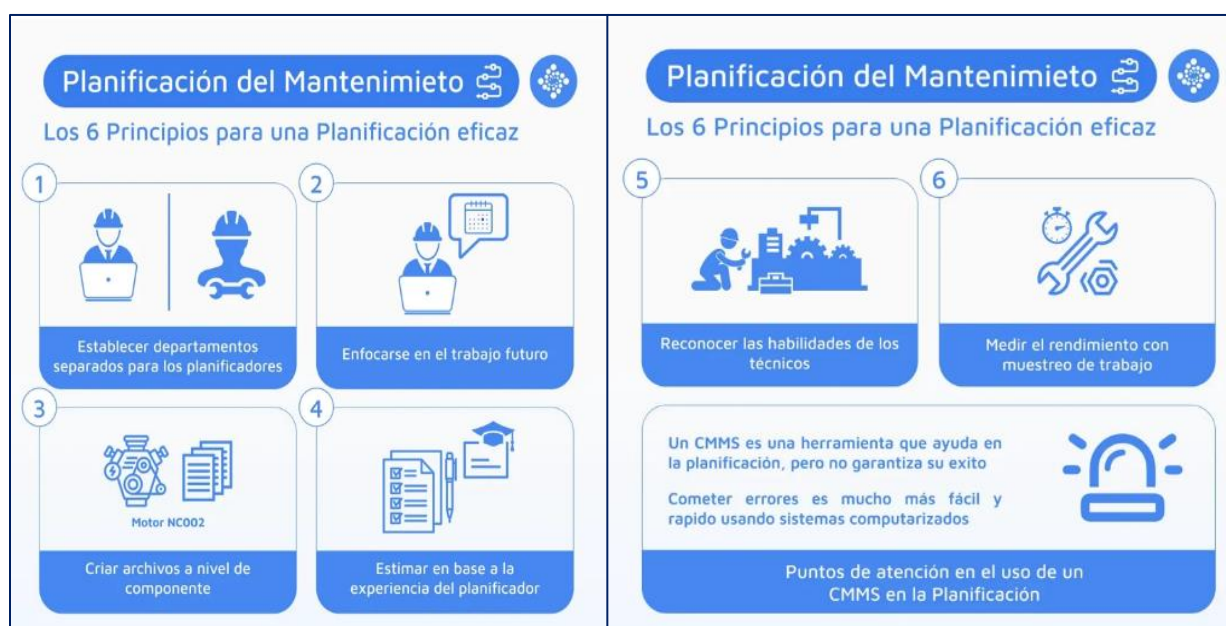 Planificación del Mantenimieto
Los 6 Principios para una Planificación eficaz
1
Establecer departamentos
separados para los planificadores
2
Enfocarse en el trabajo futuro
3
Motor NC002
Criar archivos a nivel de
componente
4
Estimar en base a la
experiencia del planificador
Planificación del Mantenimieto
Los 6 Principios para una Planificación eficaz
5
Reconocer las habilidades de los
técnicos
6
Medir el rendimiento con
muestreo de trabajo
Un CMMS es una herramienta que ayuda en
la planificación, pero no garantiza su exito
Cometer errores es mucho más fácil y
rapido usando sistemas computarizados
Puntos de atención en el uso de un
CMMS en la Planificación